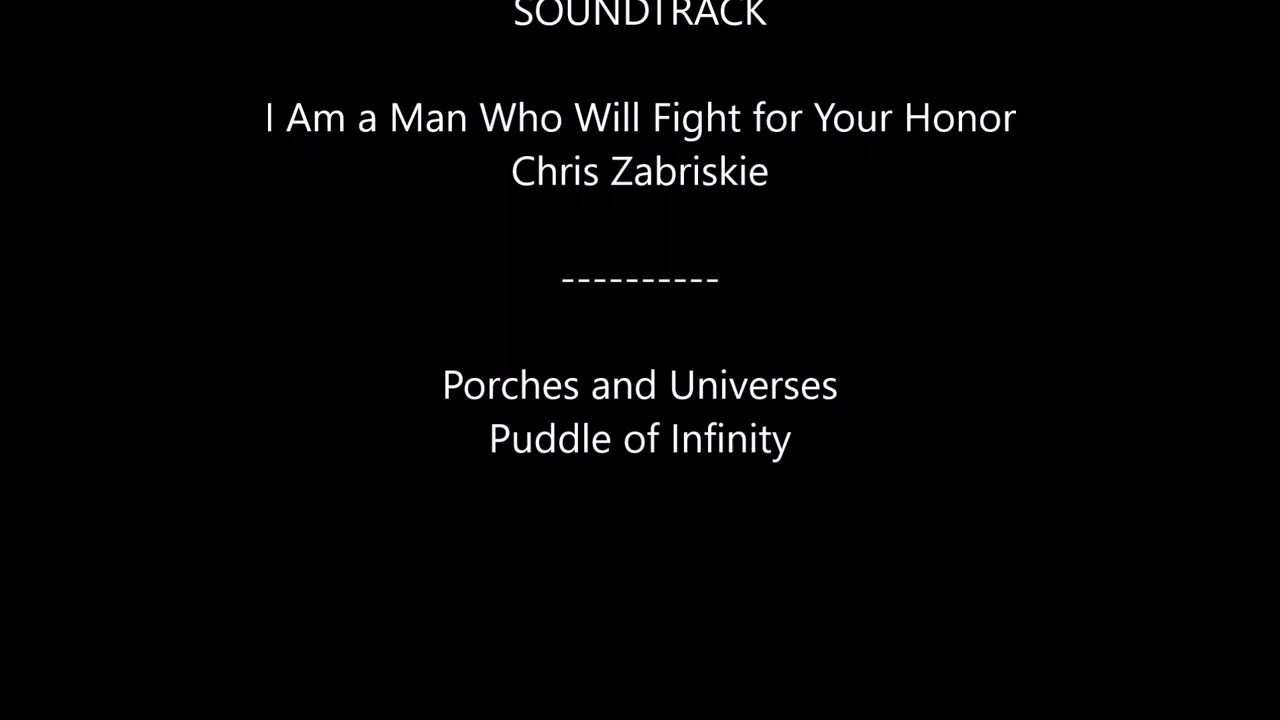 SOUNDTRACK
I Am a Man Who Will Fight for Your Honor
Chris Zabriskie
----------
Porches and Universes
Puddle of Infinity